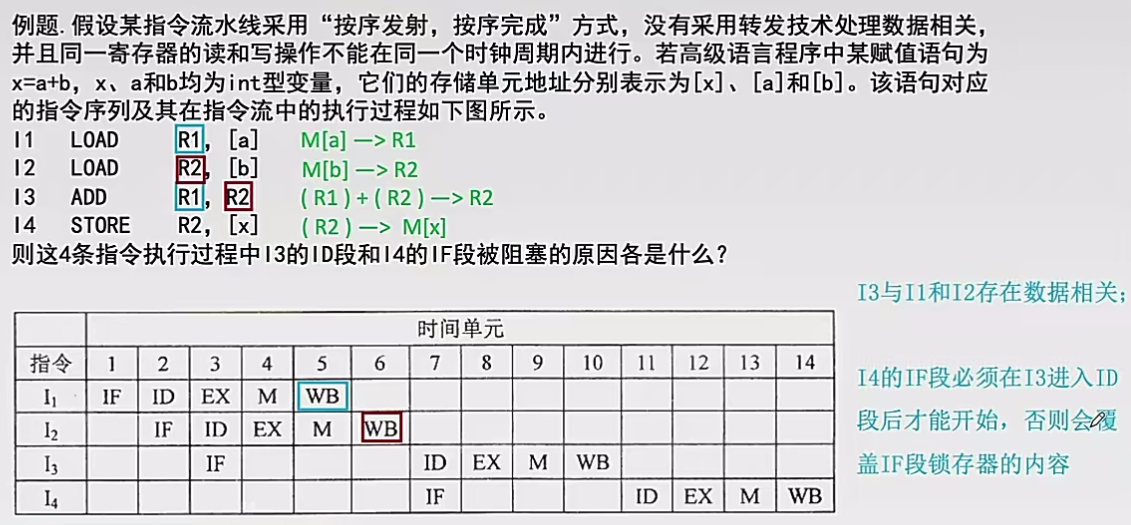 例题.假设某指令流水线采用“按序发射，按序完成”方式，没有采用转发技术处理数据相关，
并且同一寄存器的读和写操作不能在同一个时钟周期内进行。若高级语言程序中某赋值语句为
x=a+b，x、a和b均为int型变量，它们的存储单元地址分别表示为[x]、[a]和[b]。该语句对应
的指令序列及其在指令流中的执行过程如下图所示。
I1 LOAD R1，[a] M[a] —> R1
I2 LOAD R2，[b] M[b] —> R2
I3 ADD R1，R2 （R1）+（R2）—> R2
I4 STORE R2，[x] （R2）—> M[x]
则这4条指令执行过程中I3的ID段和I4的IF段被阻塞的原因各是什么？
I3与I1和I2存在数据相关；
时间单元
指令 1 2 3 4 5 6 7 8 9 10 11 12 13 14
I₁ IF ID EX M WB
I₂ IF ID EX M WB
I₃ IF ID EX M WB
I₄ IF ID EX M WB
I4的IF段必须在I3进入ID
段后才能开始，否则会覆
盖IF段锁存器的内容